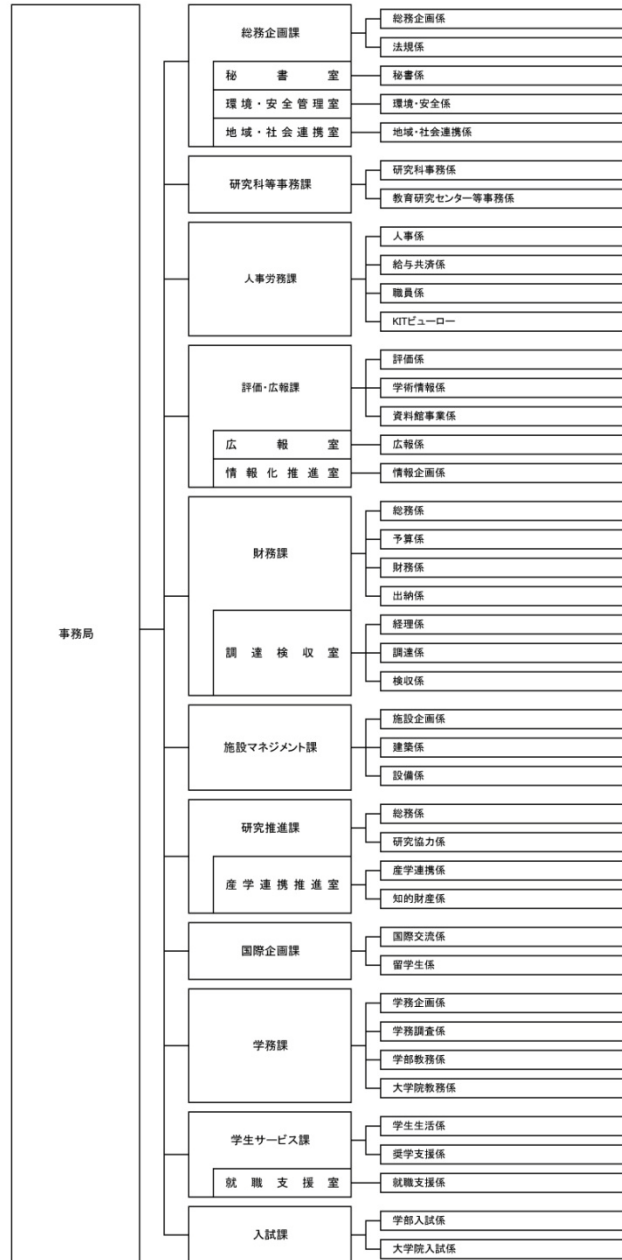 事務局
総務企画課
総務企画係
法規係
秘書室
秘書係
環境・安全管理室
環境・安全係
地域・社会連携室
地域・社会連携係
研究科等事務課
研究科事務係
教育研究センター等事務係
人事労務課
人事係
給与共済係
職員係
KITビューロー
評価・広報課
評価係
学術情報係
資料館事業係
広報室
広報係
情報化推進室
情報企画係
財務課
総務係
予算係
財務係
出納係
調達検収室
経理係
調達係
検収係
施設マネジメント課
施設企画係
建築係
設備係
研究推進課
総務係
研究協力係
産学連携推進室
産学連携係
知的財産係
国際企画課
国際交流係
留学生係
学務課
学務企画係
学務調査係
学部教務係
大学院教務係
学生サービス課
学生生活係
奨学支援係
就職支援室
就職支援係
入試課
学部入試係
大学院入試係